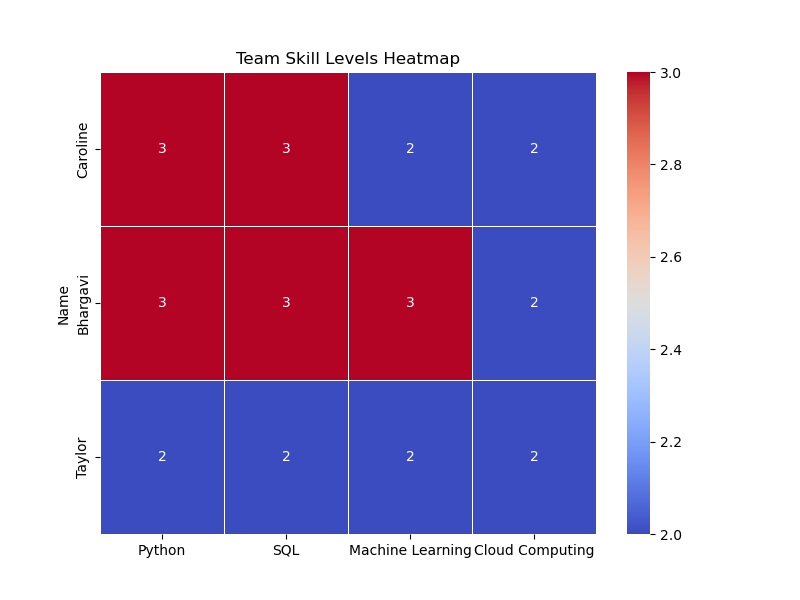 Team Skill Levels Heatmap
Name
Caroline
3 3 2 2
Bhargavi
3 3 3 2
Taylor
2 2 2 2
Python SQL Machine Learning Cloud Computing
3.0
2.8
2.6
2.4
2.2
2.0